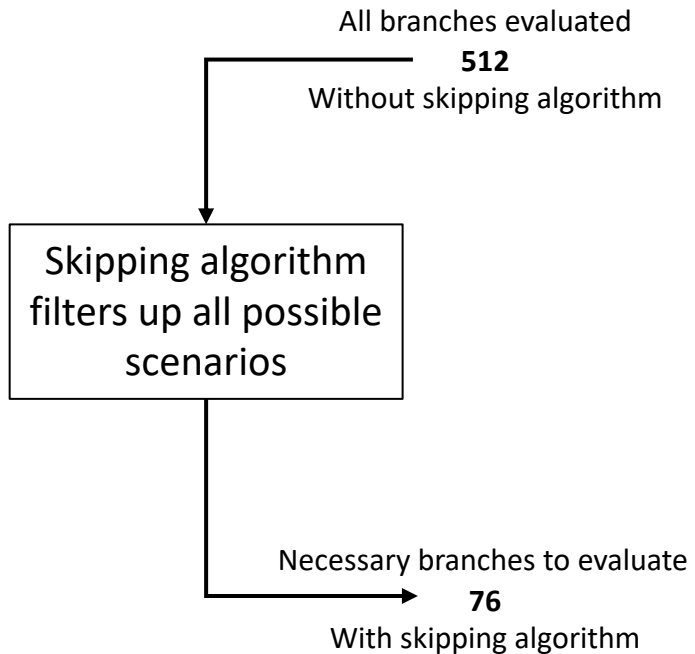 All branches evaluated
512
Without skipping algorithm
Skipping algorithm
filters up all possible
scenarios
Necessary branches to evaluate
76
With skipping algorithm